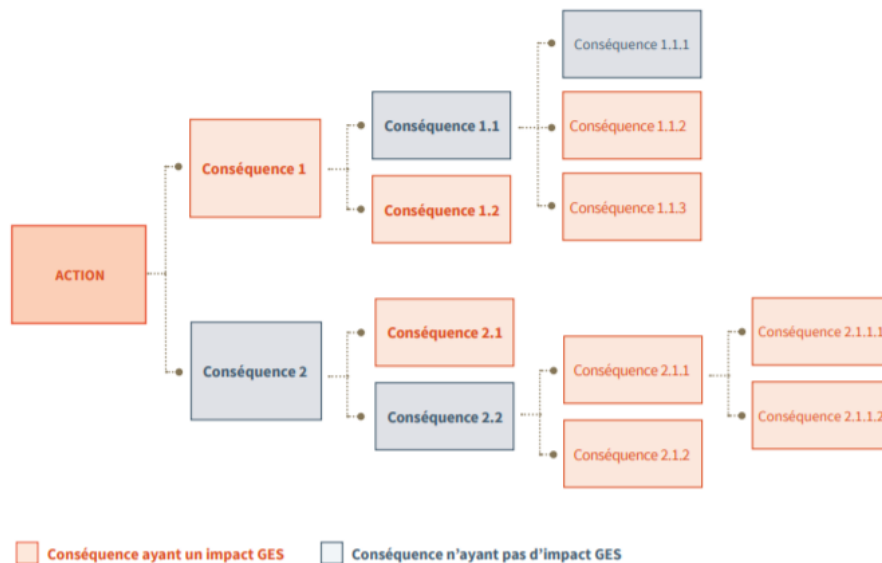 Conséquence 1.1.1
Conséquence 1.1
Conséquence 1.1.2
Conséquence 1
Conséquence 1.2
Conséquence 1.1.3
ACTION
Conséquence 2.1
Conséquence 2.1.1.1
Conséquence 2
Conséquence 2.1.1
Conséquence 2.2
Conséquence 2.1.1.2
Conséquence 2.1.2
Conséquence ayant un impact GES
Conséquence n'ayant pas d'impact GES